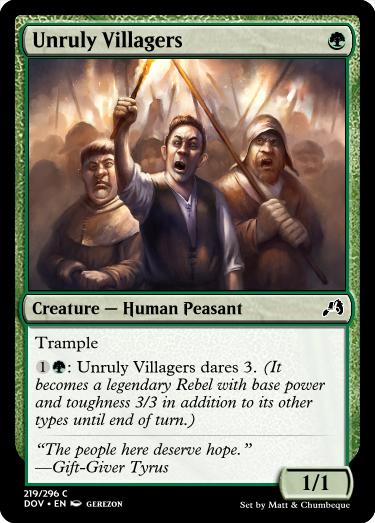 Unruly Villagers
Creature — Human Peasant
Trample
1: Unruly Villagers dares 3. (It
becomes a legendary Rebel with base power
and toughness 3/3 in addition to its other
types until end of turn.)
“The people here deserve hope.”
—Gift-Giver Tyrus
1/1
219/296 C
DOV • EN GEREZON
Set by Matt & Chumbeque